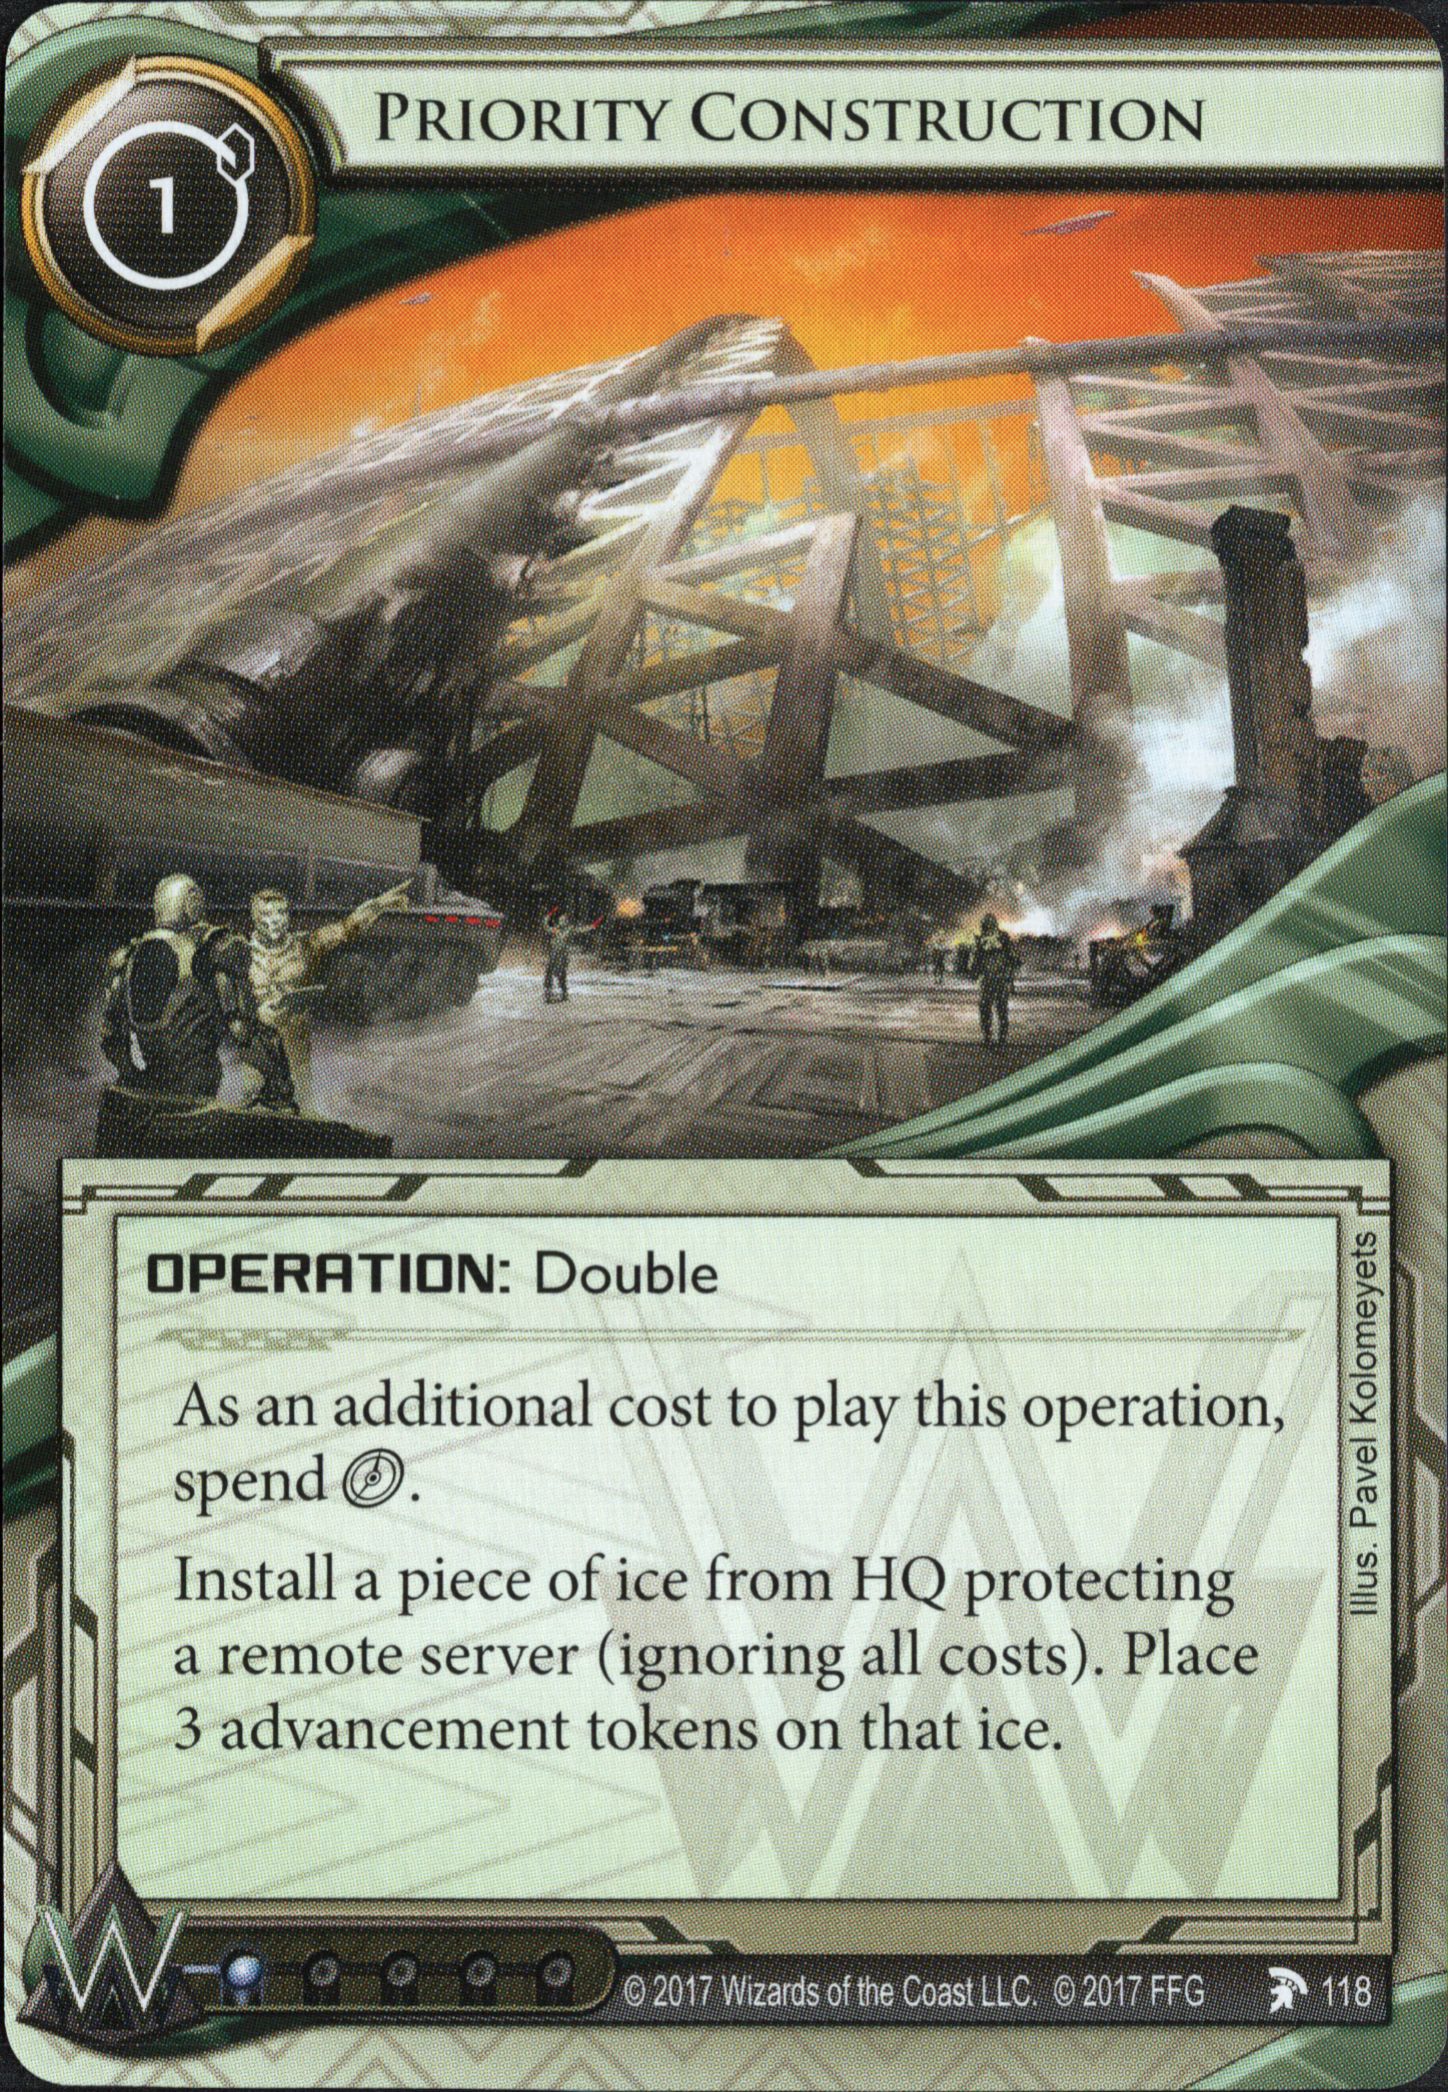 1
PRIORITY CONSTRUCTION
OPERATION: Double
As an additional cost to play this operation,
spend .
Install a piece of ice from HQ protecting
a remote server (ignoring all costs). Place
3 advancement tokens on that ice.
Illus. Pavel Kolomeyets
W
© 2017 Wizards of the Coast LLC. © 2017 FFG 118